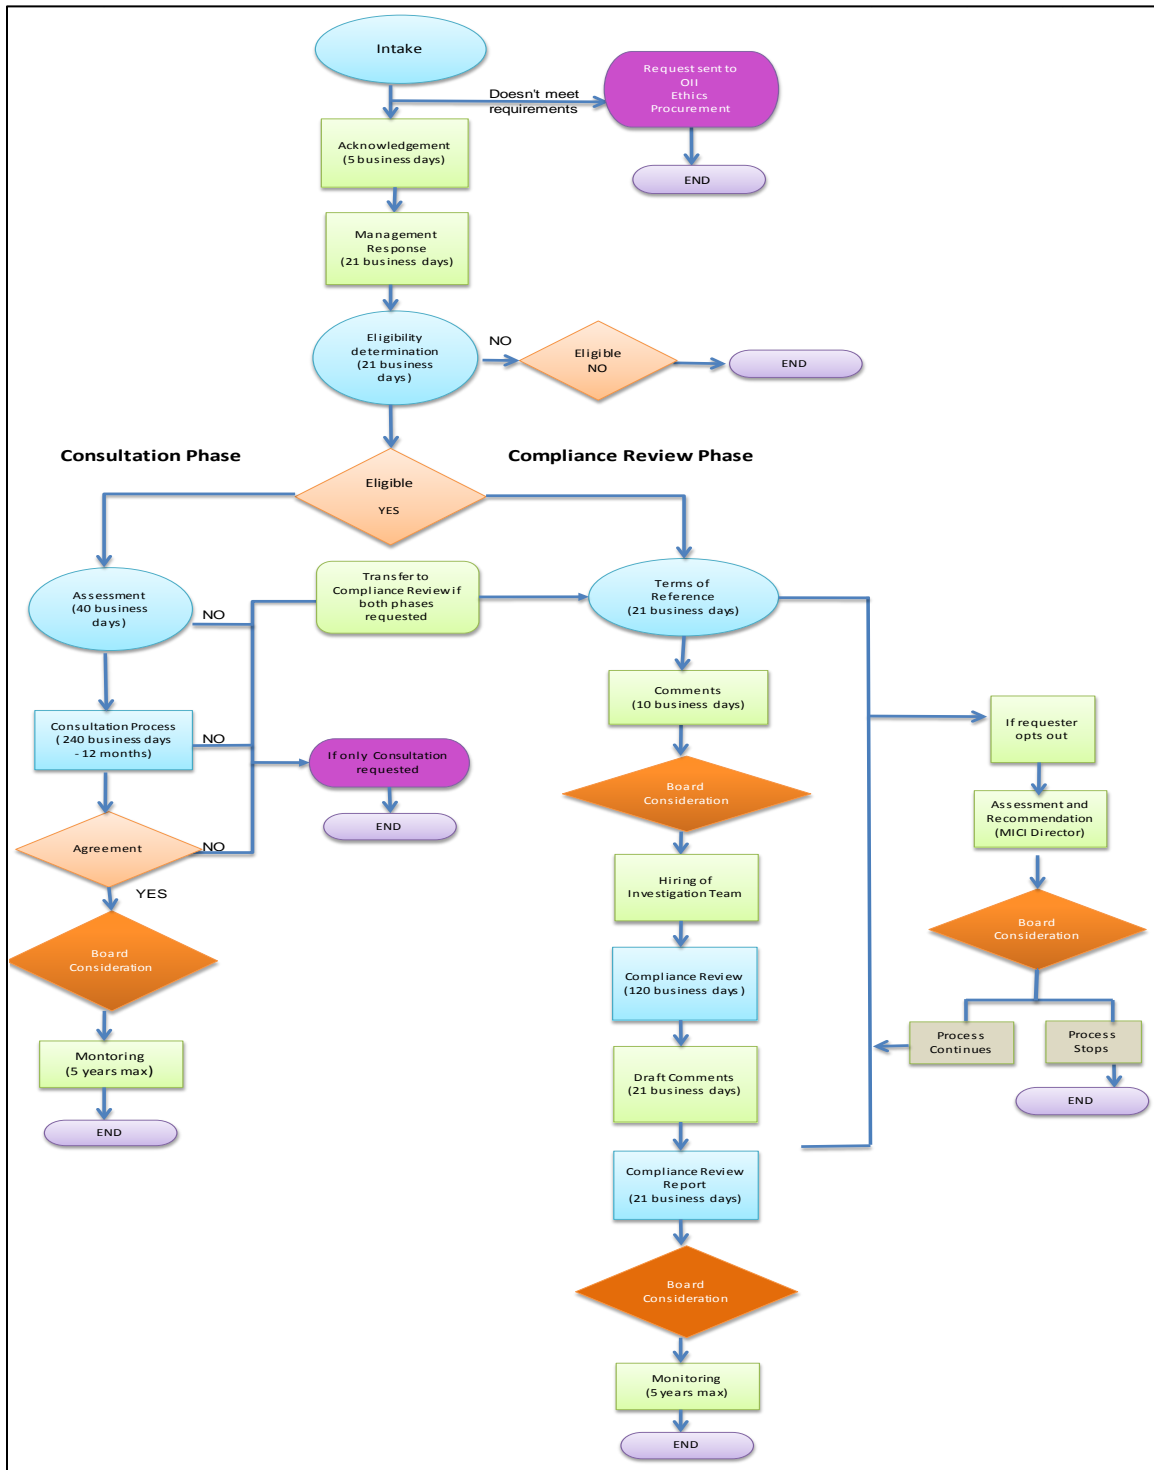 Intake
Request sent to
OII
Ethics
Procurement
Doesn't meet
requirements
Acknowledgement
(5 business days)
END
Management
Response
(21 business days)
Eligibility
determination
(21 business
days)
NO
Eligible
NO
END
Consultation Phase
Compliance Review Phase
Eligible
YES
Assessment
(40 business
days)
NO
Transfer to
Compliance Review if
both phases
requested
Terms of
Reference
(21 business days)
Comments
(10 business days)
If requester
opts out
Consultation Process
( 240 business days
- 12 months)
NO
If only Consultation
requested
END
Board
Consideration
Assessment and
Recommendation
(MICI Director)
Agreement
NO
YES
Hiring of
Investigation Team
Board
Consideration
Board
Consideration
Compliance Review
(120 business days)
Process
Continues
Process
Stops
Montoring
(5 years max)
Draft Comments
(21 business days)
END
END
Compliance Review
Report
(21 business days)
Board
Consideration
Monitoring
(5 years max)
END